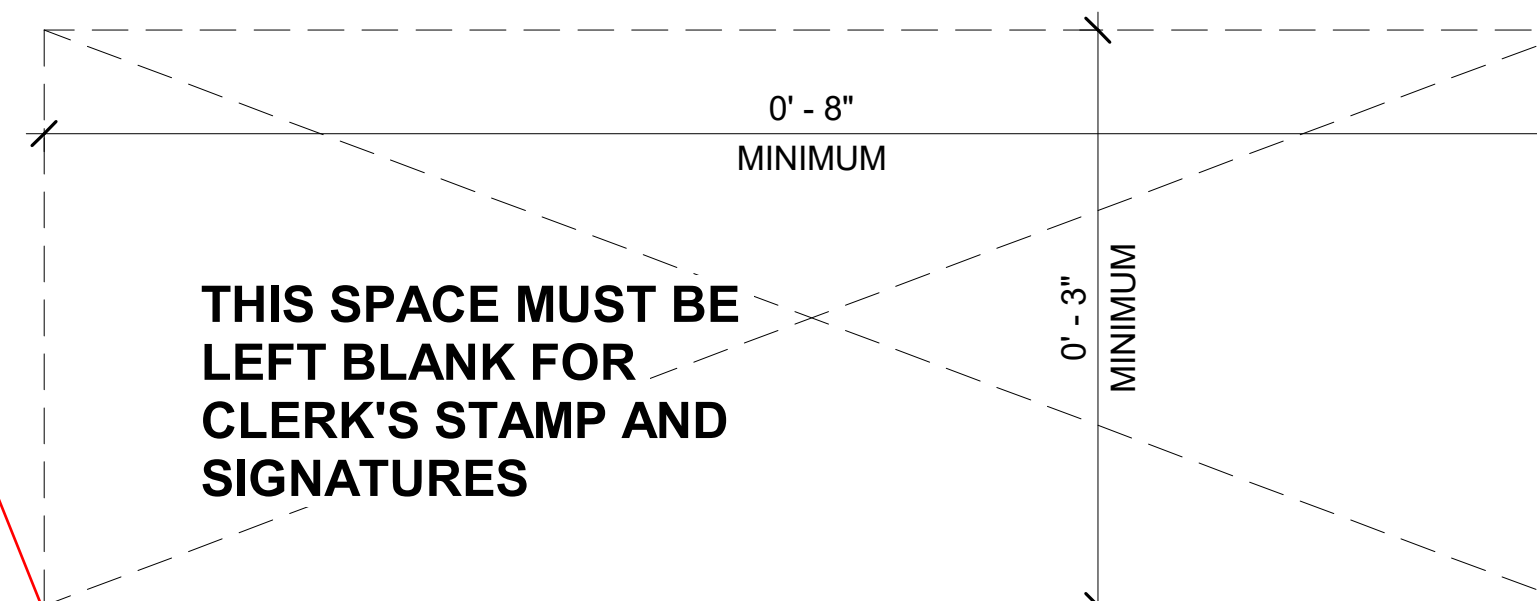 0' - 8"
MINIMUM
THIS SPACE MUST BE
LEFT BLANK FOR
CLERK'S STAMP AND
SIGNATURES
0' - 3"
MINIMUM